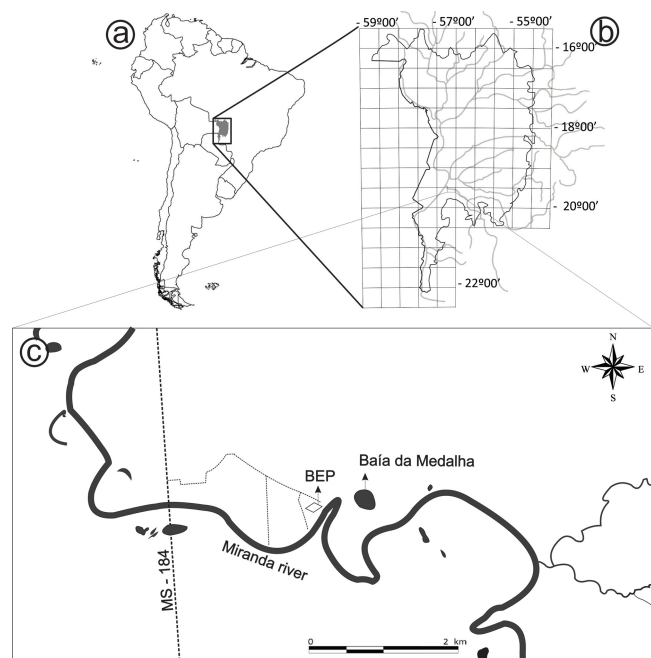 a
- 59º00' -57º00' -55º00'
b
- 16º00'
- 18º00'
- 20º00'
- 22º00'
c
N
W E
S
BEP
Baía da Medalha
Miranda river
MS - 184
0 2 km